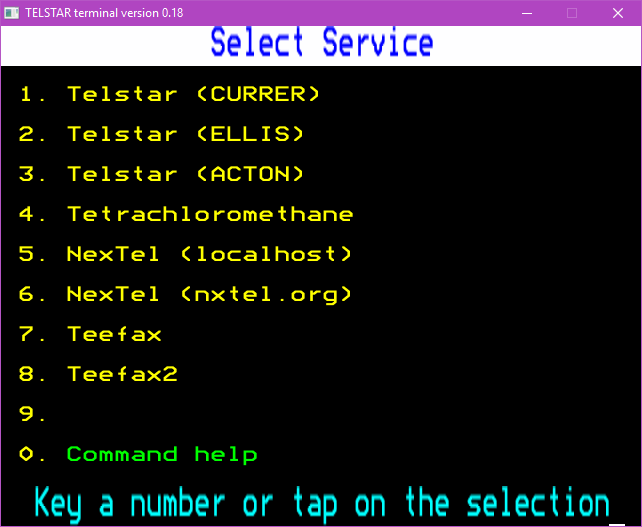 TELSTAR terminal version 0.18
Select Service
1. Telstar (CURRER)
2. Telstar (ELLIS)
3. Telstar (ACTON)
4. Tetrachloromethane
5. NexTel (localhost)
6. NexTel (nxtel.org)
7. Teefax
8. Teefax2
9.
0. Command help
Key a number or tap on the selection